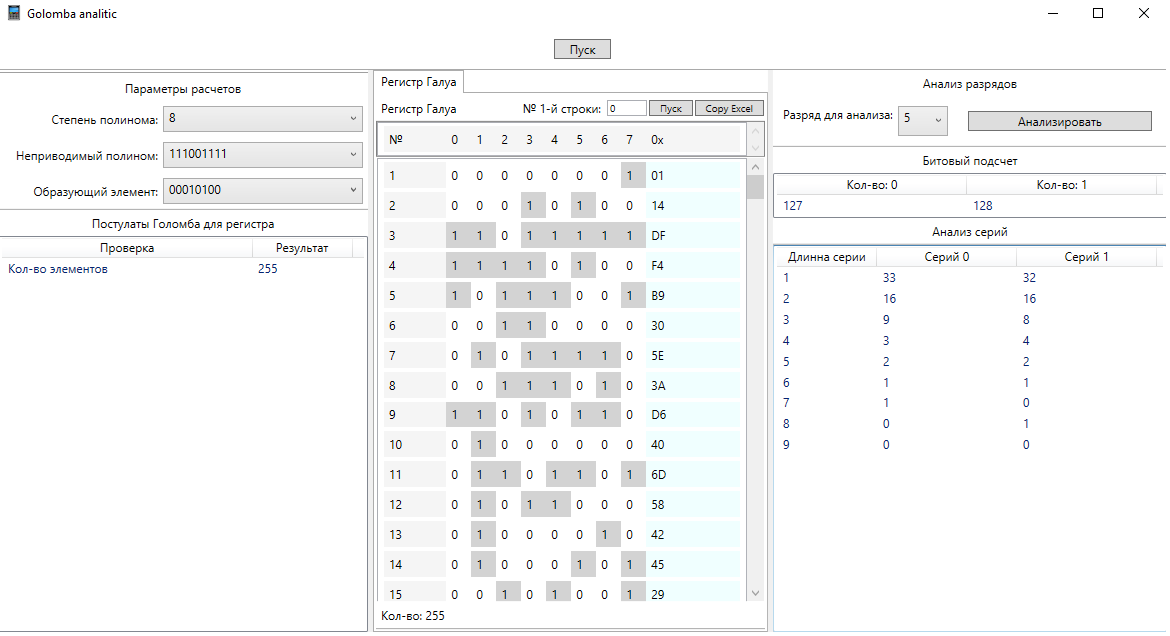 Golomba analitic
Пуск
Параметры расчетов
Степень полинома: 8
Неприводимый полином: 111001111
Образующий элемент: 00010100
Постулаты Голомба для регистра
Проверка Результат
Кол-во элементов 255
Регистр Галуа
Регистр Галуа № 1-й строки: 0 Пуск Copy Excel
№ 0 1 2 3 4 5 6 7 0x
1 0 0 0 0 0 0 0 1 01
2 0 0 0 1 0 1 0 0 14
3 1 1 0 1 1 1 1 1 DF
4 1 1 1 1 0 1 0 0 F4
5 1 0 1 1 1 0 0 1 B9
6 0 0 1 1 0 0 0 0 30
7 0 1 0 1 1 1 1 0 5E
8 0 0 1 1 1 0 1 0 3A
9 1 1 0 1 0 1 1 0 D6
10 0 1 0 0 0 0 0 0 40
11 0 1 1 0 1 1 0 1 6D
12 0 1 0 1 1 0 0 0 58
13 0 1 0 0 0 0 1 0 42
14 0 1 0 0 0 1 0 1 45
15 0 0 1 0 1 0 0 1 29
Кол-во: 255
Анализ разрядов
Разряд для анализа: 5 Анализировать
Битовый подсчет
Кол-во: 0 Кол-во: 1
127 128
Анализ серий
Длинна серии Серий 0 Серий 1
1 33 32
2 16 16
3 9 8
4 3 4
5 2 2
6 1 1
7 1 0
8 0 1
9 0 0